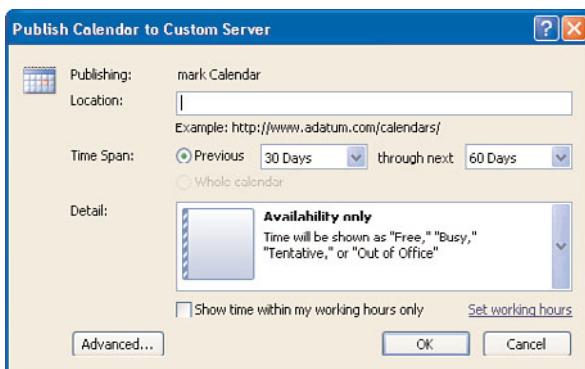 Publish Calendar to Custom Server
Publishing: mark Calendar
Location:
Example: http://www.adatum.com/calendars/
Time Span: Previous 30 Days through next 60 Days
Whole calendar
Detail: Availability only
Time will be shown as "Free," "Busy,"
"Tentative," or "Out of Office"
Show time within my working hours only Set working hours
Advanced... OK Cancel